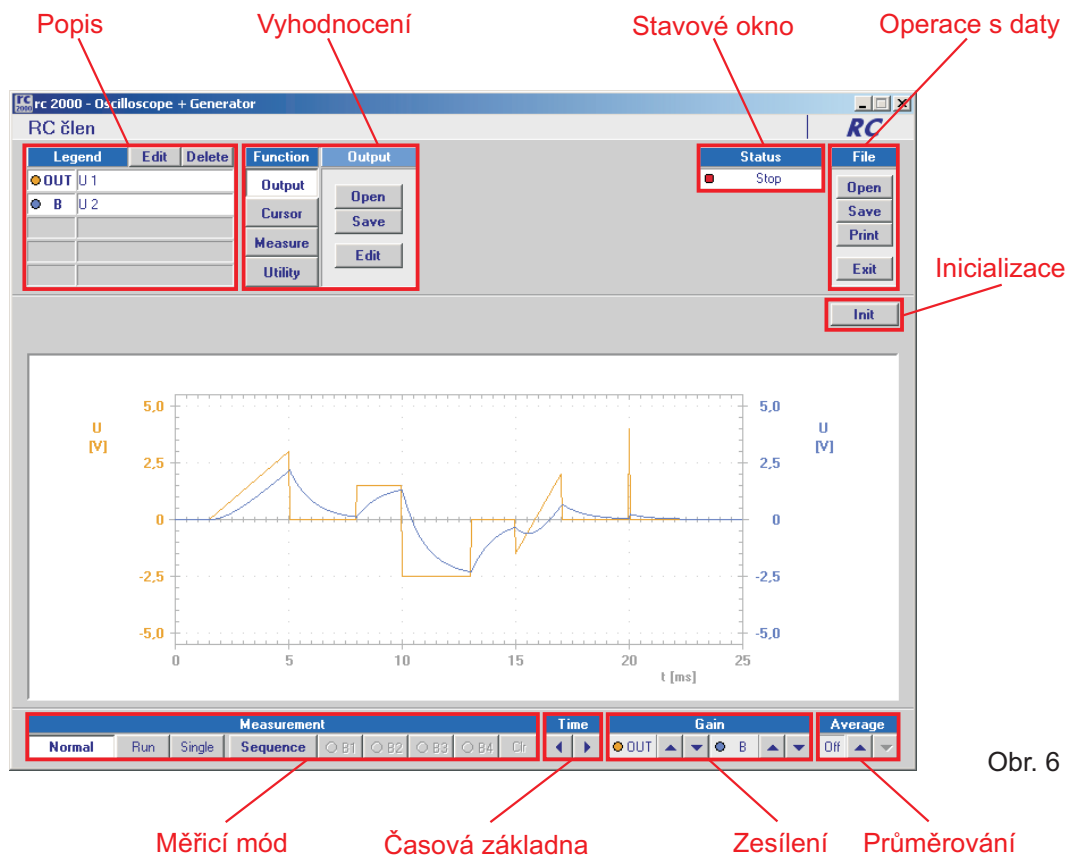 Popis Vyhodnocení Stavové okno Operace s daty
rc 2000 rc 2000 - Oscilloscope + Generator
RC člen RC
Legend Edit Delete Function Output Status File
OUT U 1 Output Open Stop Open
B U 2 Cursor Save Save
Measure Edit Print
Utility Exit
Inicializace
Init
5,0 5,0
U U
[V] [V]
2,5 2,5
0 0
-2,5 -2,5
-5,0 -5,0
0 5 10 15 20 25
t [ms]
Measurement Time Gain Average
Normal Run Single Sequence B1 B2 B3 B4 Clr OUT B Off
Obr. 6
Měřicí mód Časová základna Zesílení Průměrování